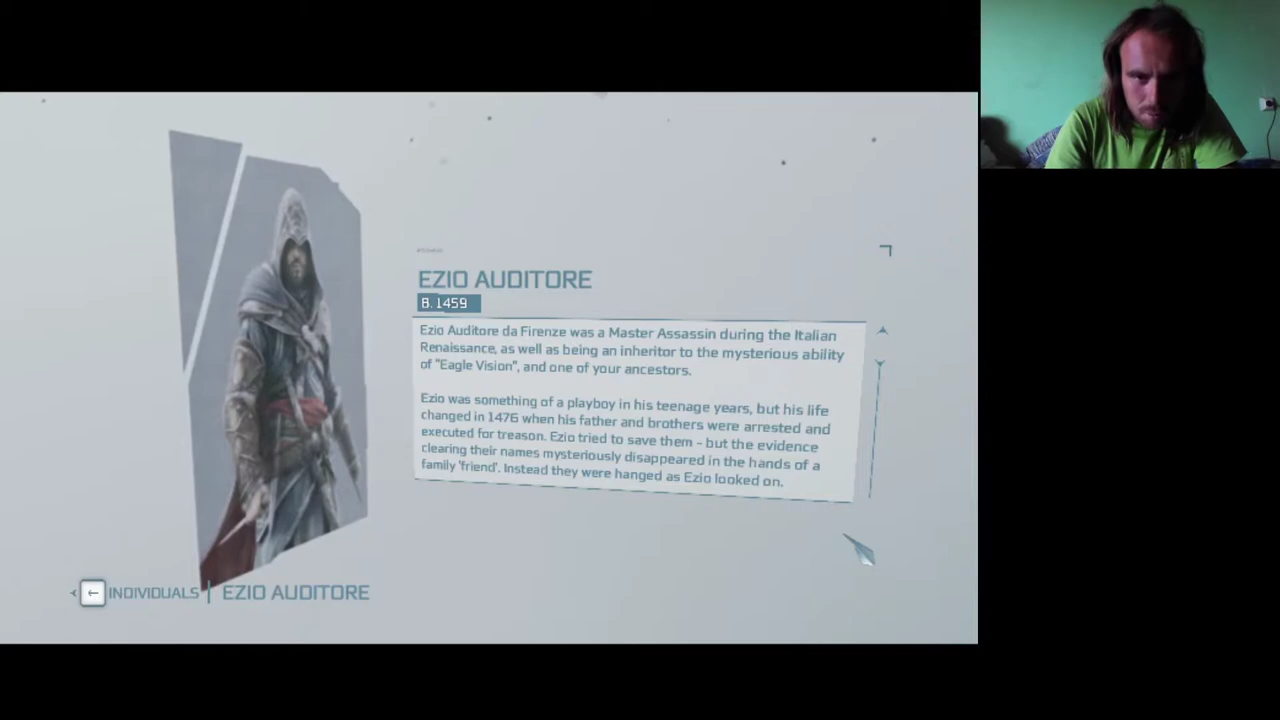 EZIO AUDITORE
B. 1459
Ezio Auditore da Firenze was a Master Assassin during the Italian
Renaissance, as well as being an inheritor to the mysterious ability
of "Eagle Vision", and one of your ancestors.
Ezio was something of a playboy in his teenage years, but his life
changed in 1476 when his father and brothers were arrested and
executed for treason. Ezio tried to save them - but the evidence
clearing their names mysteriously disappeared in the hands of a
family 'friend'. Instead they were hanged as Ezio looked on.
INDIVIDUALS | EZIO AUDITORE